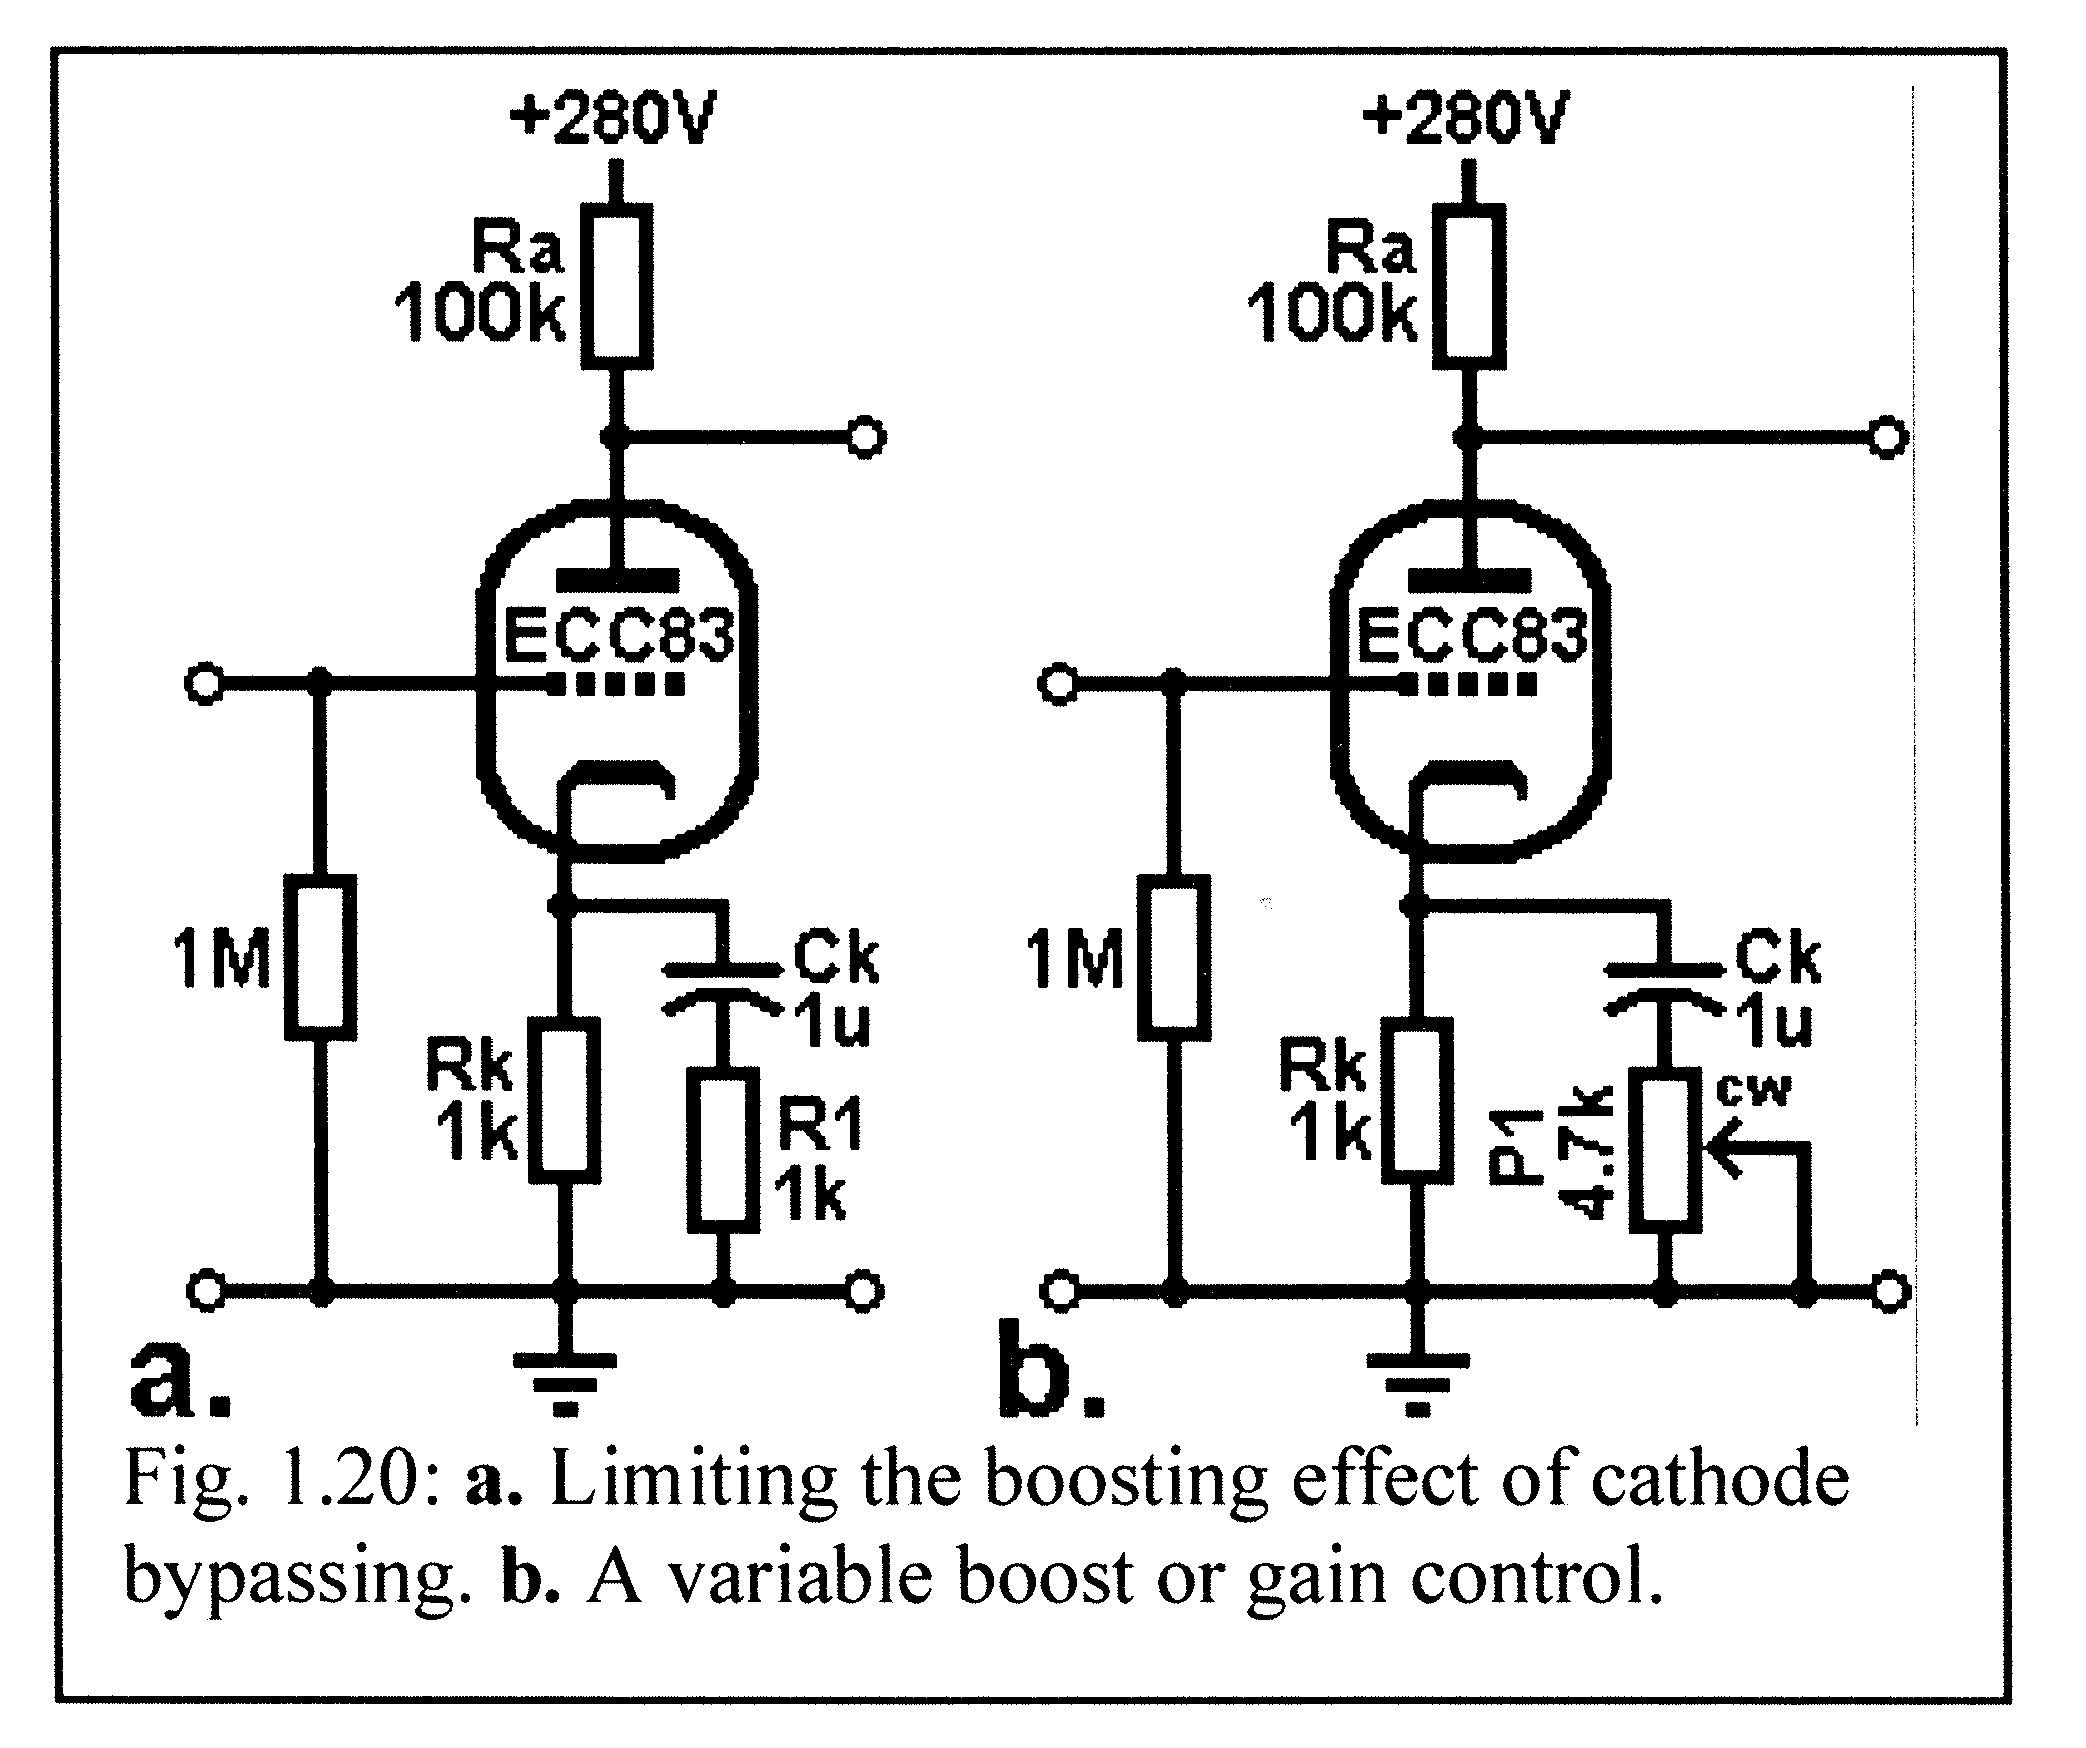 +280V
Ra
100k
ECC83
1M
Ck
1u
Rk
1k
R1
1k
a.
+280V
Ra
100k
ECC83
1M
Ck
1u
Rk
1k
P1
4.7k
cw
b.
Fig. 1.20: a. Limiting the boosting effect of cathode
bypassing. b. A variable boost or gain control.